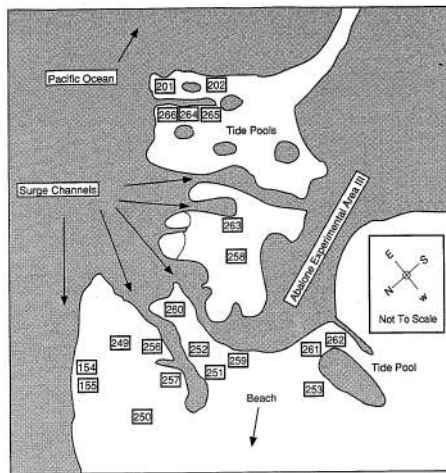 Pacific Ocean
201 202
266 264 265
Tide Pools
Surge Channels
Abalone Experimental Area III
263
258
E S
N w
Not To Scale
260
249 256 252 259 261 262
154
155
257 251 253
Tide Pool
250
Beach